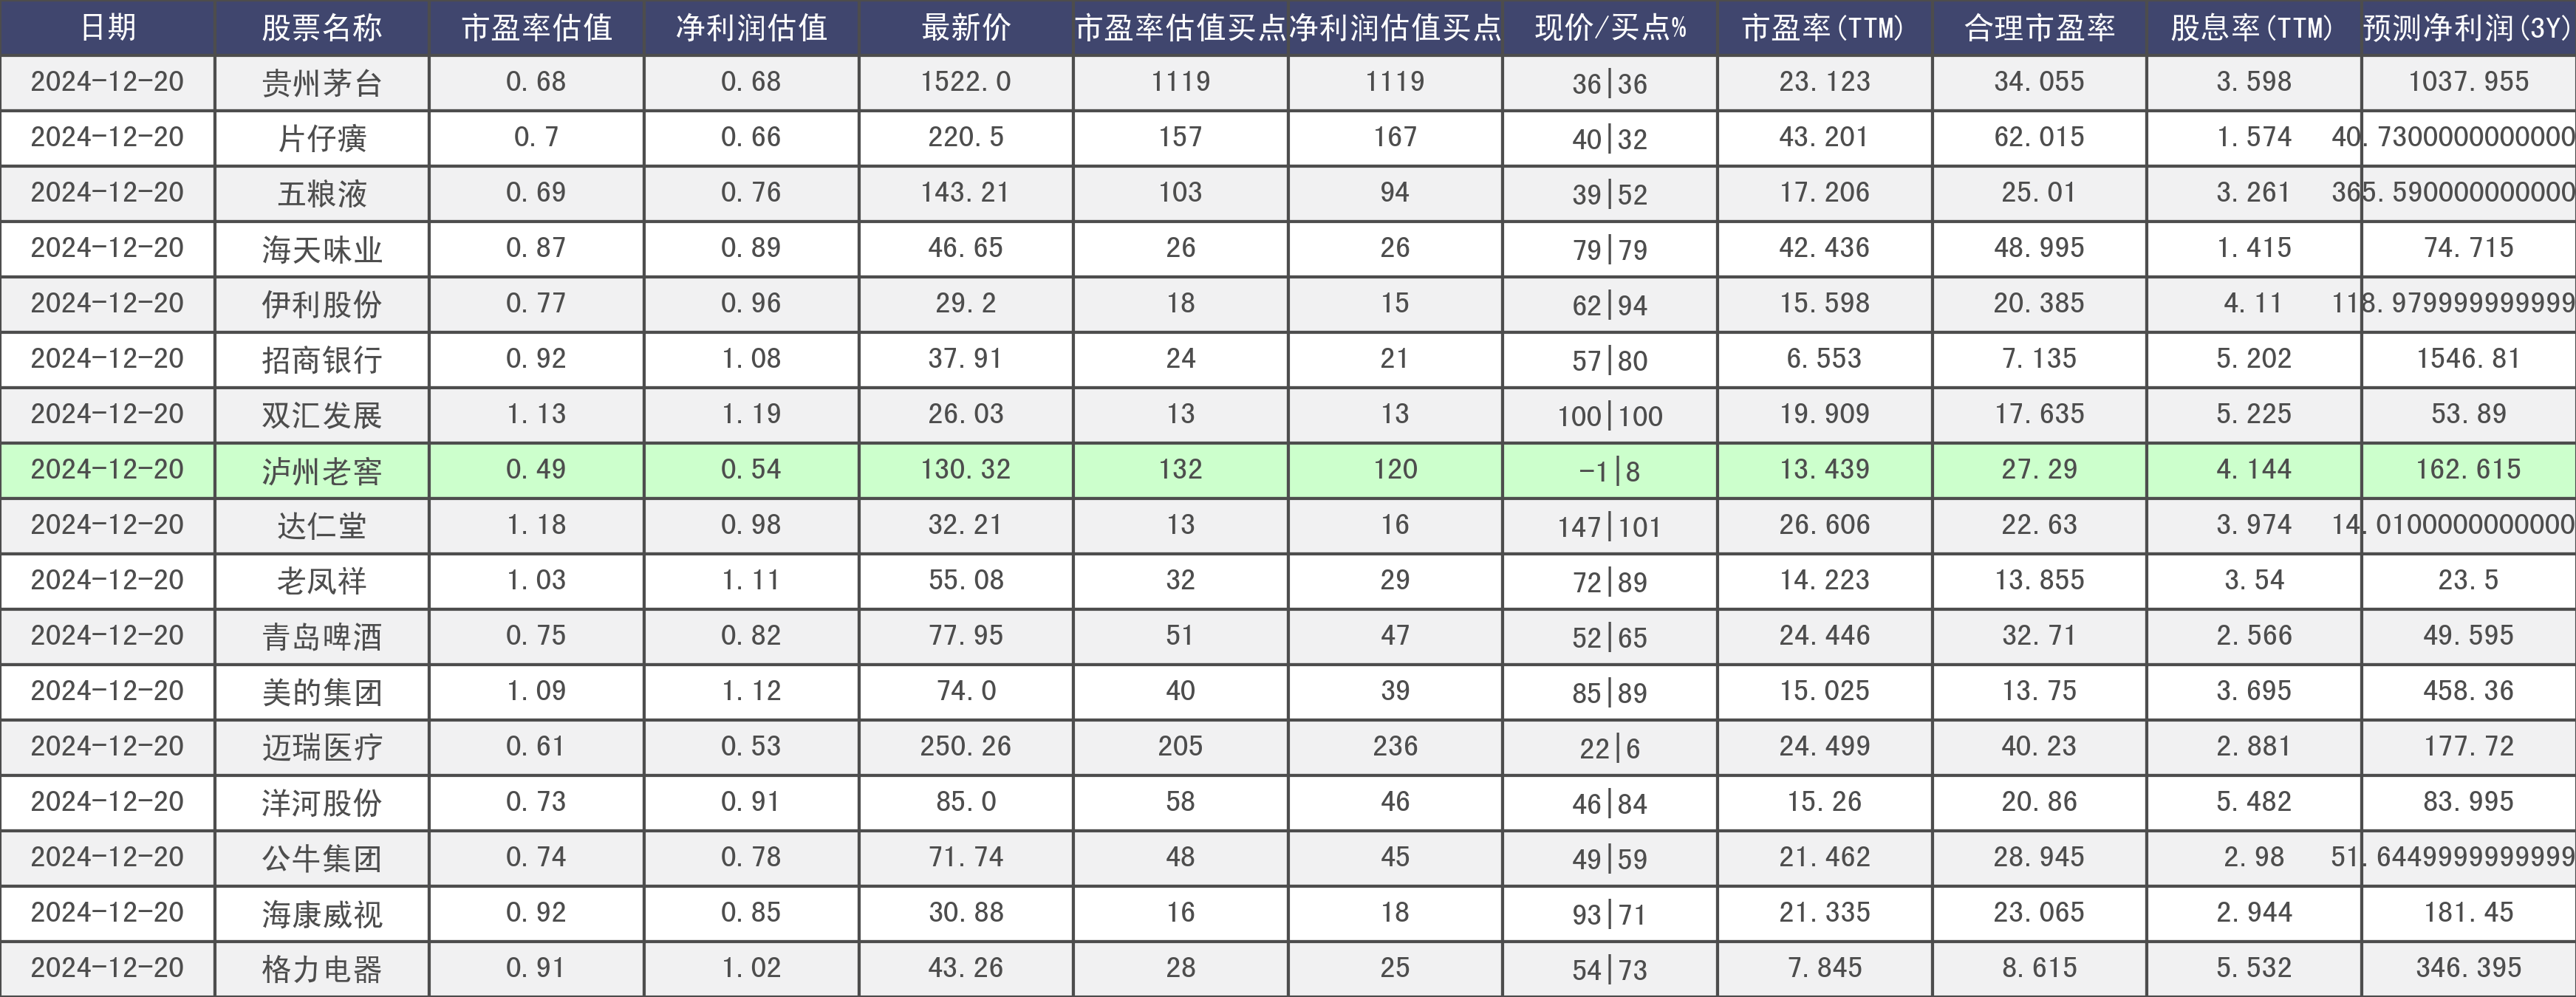 日期 股票名称 市盈率估值 净利润估值 最新价 市盈率估值买点 净利润估值买点 现价/买点% 市盈率(TTM) 合理市盈率 股息率(TTM) 预测净利润(3Y)
2024-12-20 贵州茅台 0.68 0.68 1522.0 1119 1119 36|36 23.123 34.055 3.598 1037.955
2024-12-20 片仔癀 0.7 0.66 220.5 157 167 40|32 43.201 62.015 1.574 40.7300000000000
2024-12-20 五粮液 0.69 0.76 143.21 103 94 39|52 17.206 25.01 3.261 365.590000000000
2024-12-20 海天味业 0.87 0.89 46.65 26 26 79|79 42.436 48.995 1.415 74.715
2024-12-20 伊利股份 0.77 0.96 29.2 18 15 62|94 15.598 20.385 4.11 118.979999999999
2024-12-20 招商银行 0.92 1.08 37.91 24 21 57|80 6.553 7.135 5.202 1546.81
2024-12-20 双汇发展 1.13 1.19 26.03 13 13 100|100 19.909 17.635 5.225 53.89
2024-12-20 泸州老窖 0.49 0.54 130.32 132 120 -1|8 13.439 27.29 4.144 162.615
2024-12-20 达仁堂 1.18 0.98 32.21 13 16 147|101 26.606 22.63 3.974 14.0100000000000
2024-12-20 老凤祥 1.03 1.11 55.08 32 29 72|89 14.223 13.855 3.54 23.5
2024-12-20 青岛啤酒 0.75 0.82 77.95 51 47 52|65 24.446 32.71 2.566 49.595
2024-12-20 美的集团 1.09 1.12 74.0 40 39 85|89 15.025 13.75 3.695 458.36
2024-12-20 迈瑞医疗 0.61 0.53 250.26 205 236 22|6 24.499 40.23 2.881 177.72
2024-12-20 洋河股份 0.73 0.91 85.0 58 46 46|84 15.26 20.86 5.482 83.995
2024-12-20 公牛集团 0.74 0.78 71.74 48 45 49|59 21.462 28.945 2.98 51.6449999999999
2024-12-20 海康威视 0.92 0.85 30.88 16 18 93|71 21.335 23.065 2.944 181.45
2024-12-20 格力电器 0.91 1.02 43.26 28 25 54|73 7.845 8.615 5.532 346.395